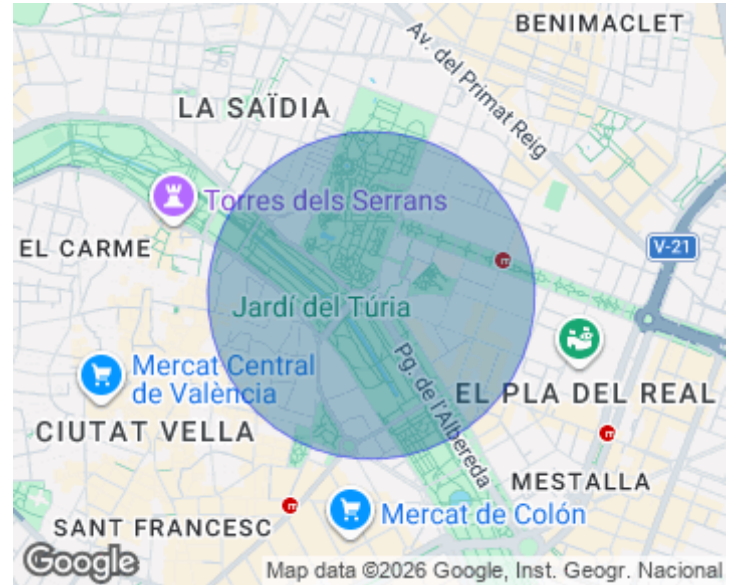 BENIMACLET
Av. del Primat Reig
LA SAÏDIA
Torres dels Serrans
EL CARME
V-21
Jardí del Túria
Mercat Central
de València
Pg. de l'Albereda
EL PLA DEL REAL
CIUTAT VELLA
MESTALLA
Mercat de Colón
SANT FRANCESC
Google
Map data ©2026 Google, Inst. Geogr. Nacional